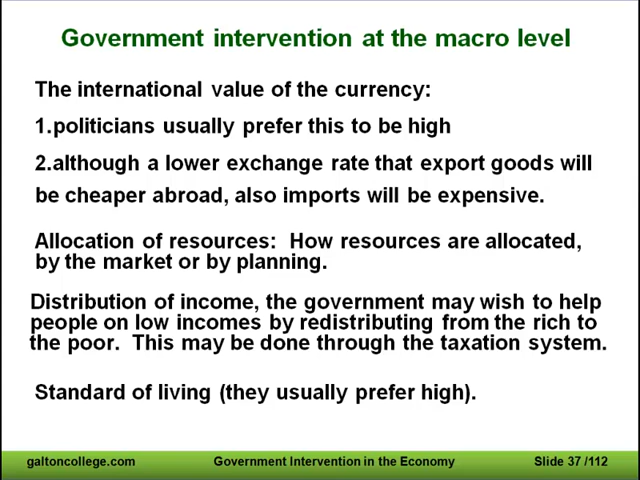 Government intervention at the macro level
The international value of the currency:
1.politicians usually prefer this to be high
2.although a lower exchange rate that export goods will
be cheaper abroad, also imports will be expensive.
Allocation of resources:  How resources are allocated,
by the market or by planning.
Distribution of income, the government may wish to help
people on low incomes by redistributing from the rich to
the poor.  This may be done through the taxation system.
Standard of living (they usually prefer high).
galtoncollege.com Government Intervention in the Economy Slide 37 /112